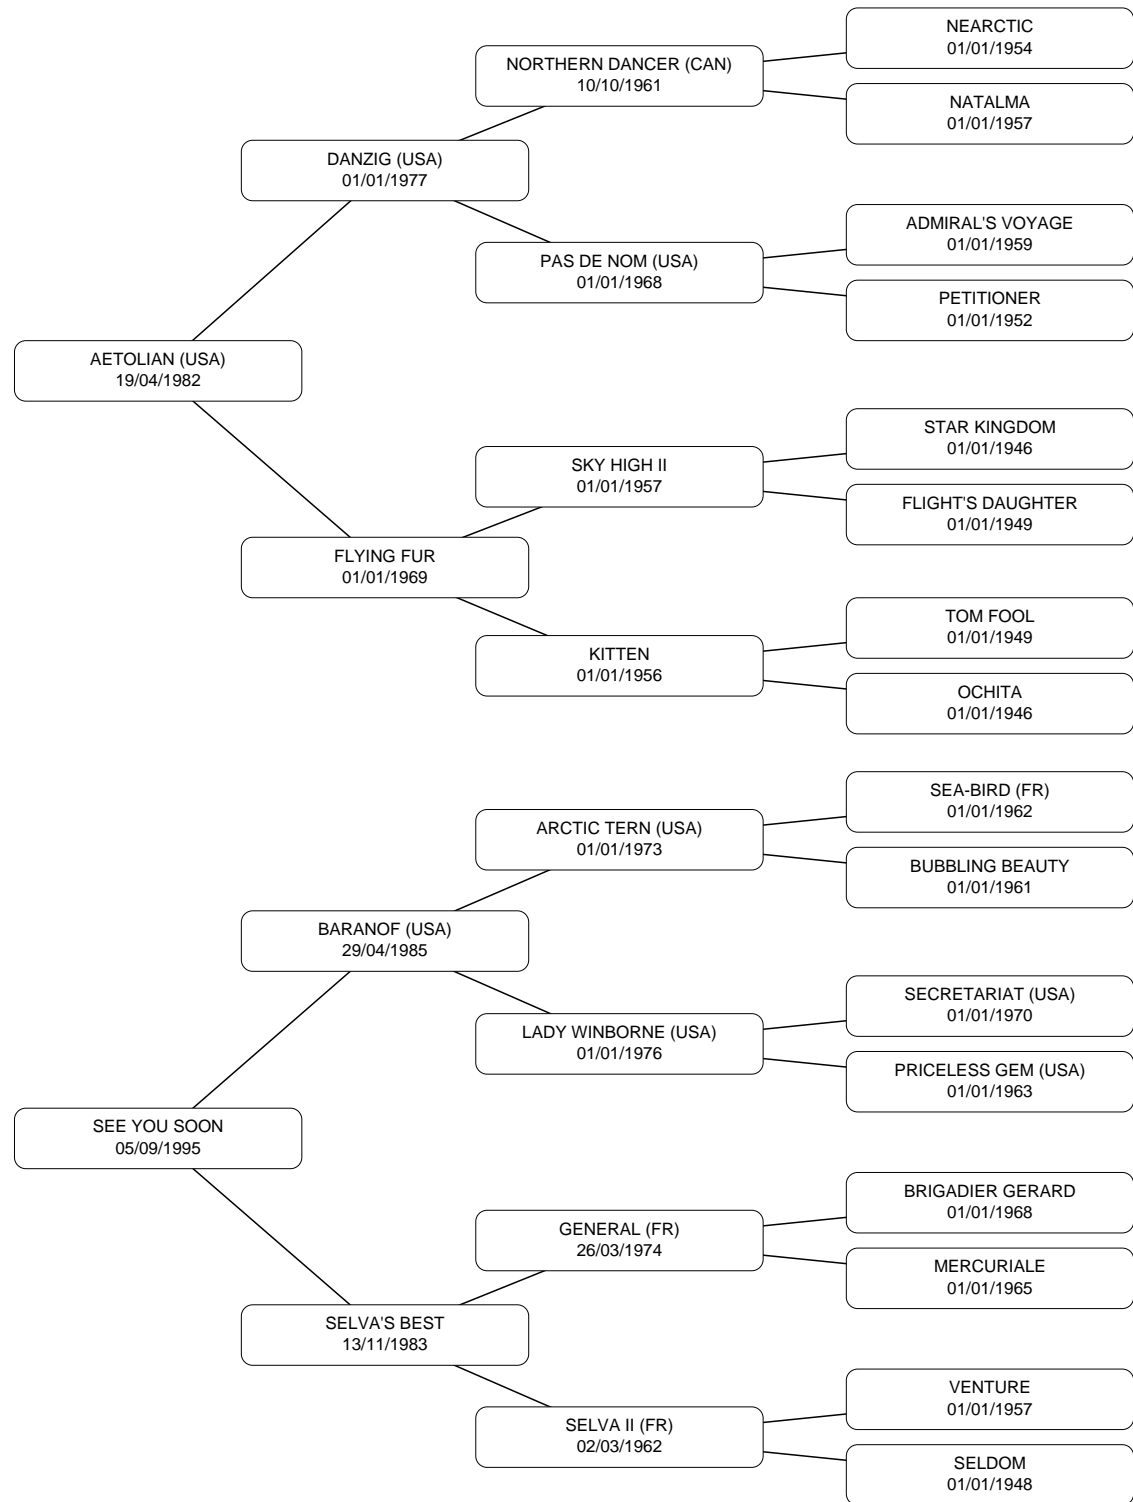 NEARCTIC
01/01/1954
NORTHERN DANCER (CAN)
10/10/1961
NATALMA
01/01/1957
DANZIG (USA)
01/01/1977
ADMIRAL'S VOYAGE
01/01/1959
PAS DE NOM (USA)
01/01/1968
PETITIONER
01/01/1952
AETOLIAN (USA)
19/04/1982
STAR KINGDOM
01/01/1946
SKY HIGH II
01/01/1957
FLIGHT'S DAUGHTER
01/01/1949
FLYING FUR
01/01/1969
TOM FOOL
01/01/1949
KITTEN
01/01/1956
OCHITA
01/01/1946
SEA-BIRD (FR)
01/01/1962
ARCTIC TERN (USA)
01/01/1973
BUBBLING BEAUTY
01/01/1961
BARANOF (USA)
29/04/1985
SECRETARIAT (USA)
01/01/1970
LADY WINBORNE (USA)
01/01/1976
PRICELESS GEM (USA)
01/01/1963
SEE YOU SOON
05/09/1995
BRIGADIER GERARD
01/01/1968
GENERAL (FR)
26/03/1974
MERCURIALE
01/01/1965
SELVA'S BEST
13/11/1983
VENTURE
01/01/1957
SELVA II (FR)
02/03/1962
SELDOM
01/01/1948